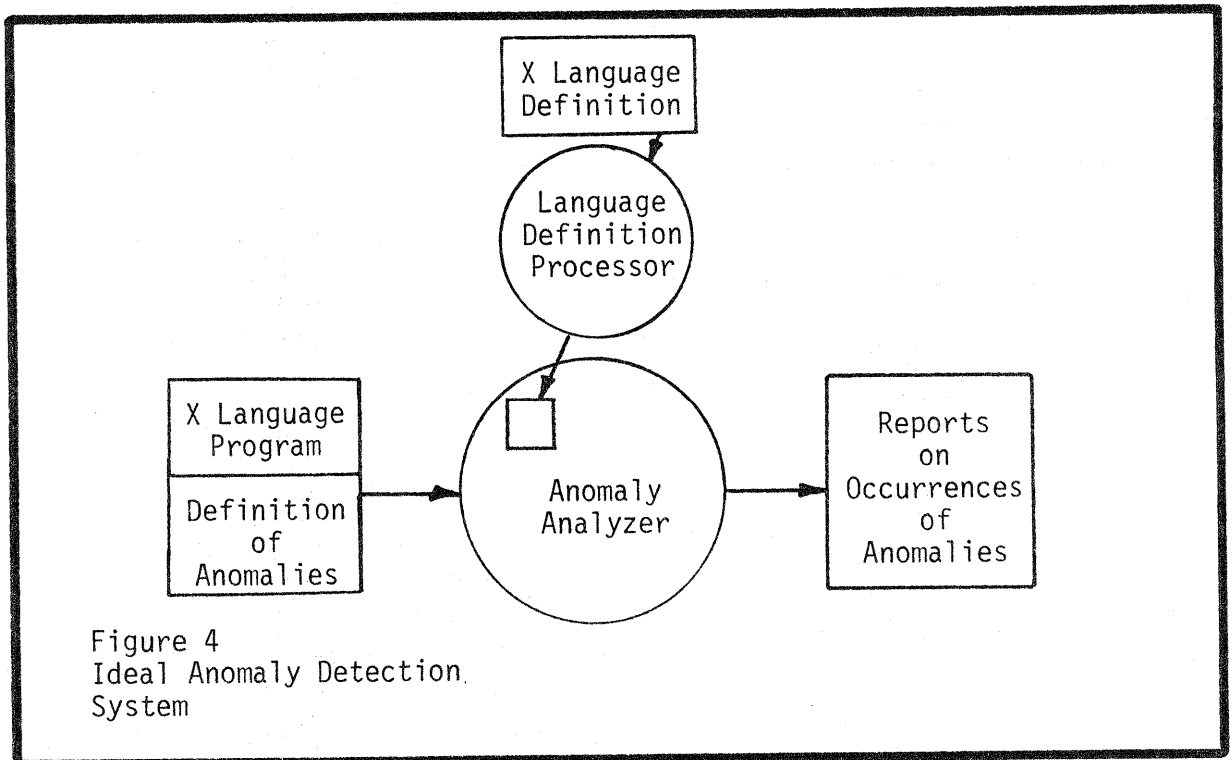 X Language
Definition
Language
Definition
Processor
X Language
Program
Definition
of
Anomalies
Anomaly
Analyzer
Reports
on
Occurrences
of
Anomalies
Figure 4
Ideal Anomaly Detection
System